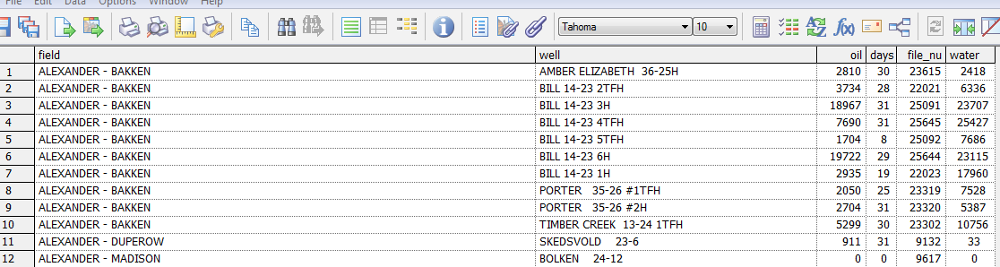 File Edit Data Options Window Help
Tahoma 10
field well oil days file_nu water
1 ALEXANDER - BAKKEN AMBER ELIZABETH 36-25H 2810 30 23615 2418
2 ALEXANDER - BAKKEN BILL 14-23 2TFH 3734 28 22021 6336
3 ALEXANDER - BAKKEN BILL 14-23 3H 18967 31 25091 23707
4 ALEXANDER - BAKKEN BILL 14-23 4TFH 7690 31 25645 25427
5 ALEXANDER - BAKKEN BILL 14-23 5TFH 1704 8 25092 7686
6 ALEXANDER - BAKKEN BILL 14-23 6H 19722 29 25644 23115
7 ALEXANDER - BAKKEN BILL 14-23 1H 2935 19 22023 17960
8 ALEXANDER - BAKKEN PORTER 35-26 #1TFH 2050 25 23319 7528
9 ALEXANDER - BAKKEN PORTER 35-26 #2H 2704 31 23320 5387
10 ALEXANDER - BAKKEN TIMBER CREEK 13-24 1TFH 5299 30 23302 10756
11 ALEXANDER - DUPEROW SKEDSVOLD 23-6 911 31 9132 33
12 ALEXANDER - MADISON BOLKEN 24-12 0 0 9617 0